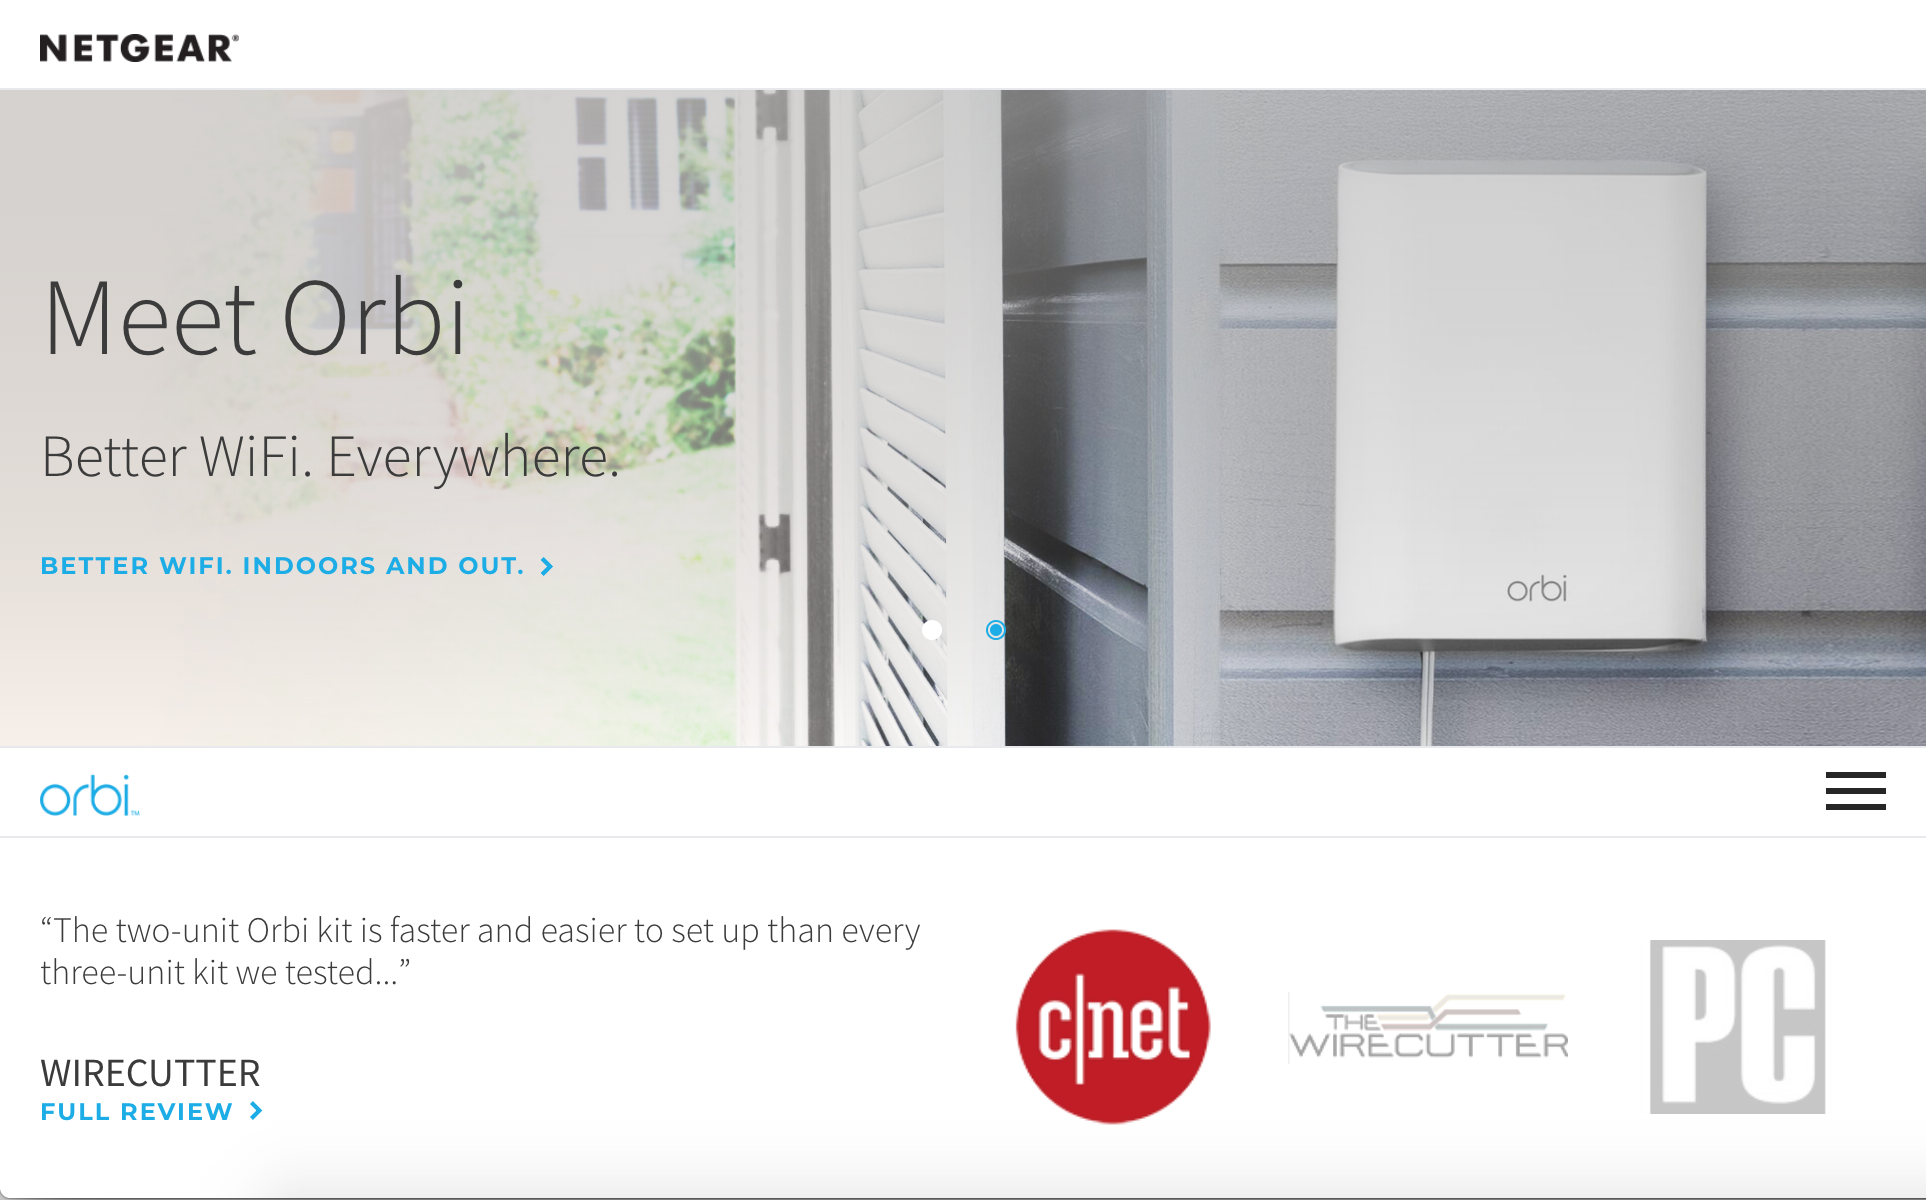 NETGEAR®
Meet Orbi
Better WiFi. Everywhere.
BETTER WIFI. INDOORS AND OUT.
orbi
orbi™
“The two-unit Orbi kit is faster and easier to set up than every
three-unit kit we tested...”
WIRECUTTER
FULL REVIEW
c|net
THE
WIRECUTTER
PC